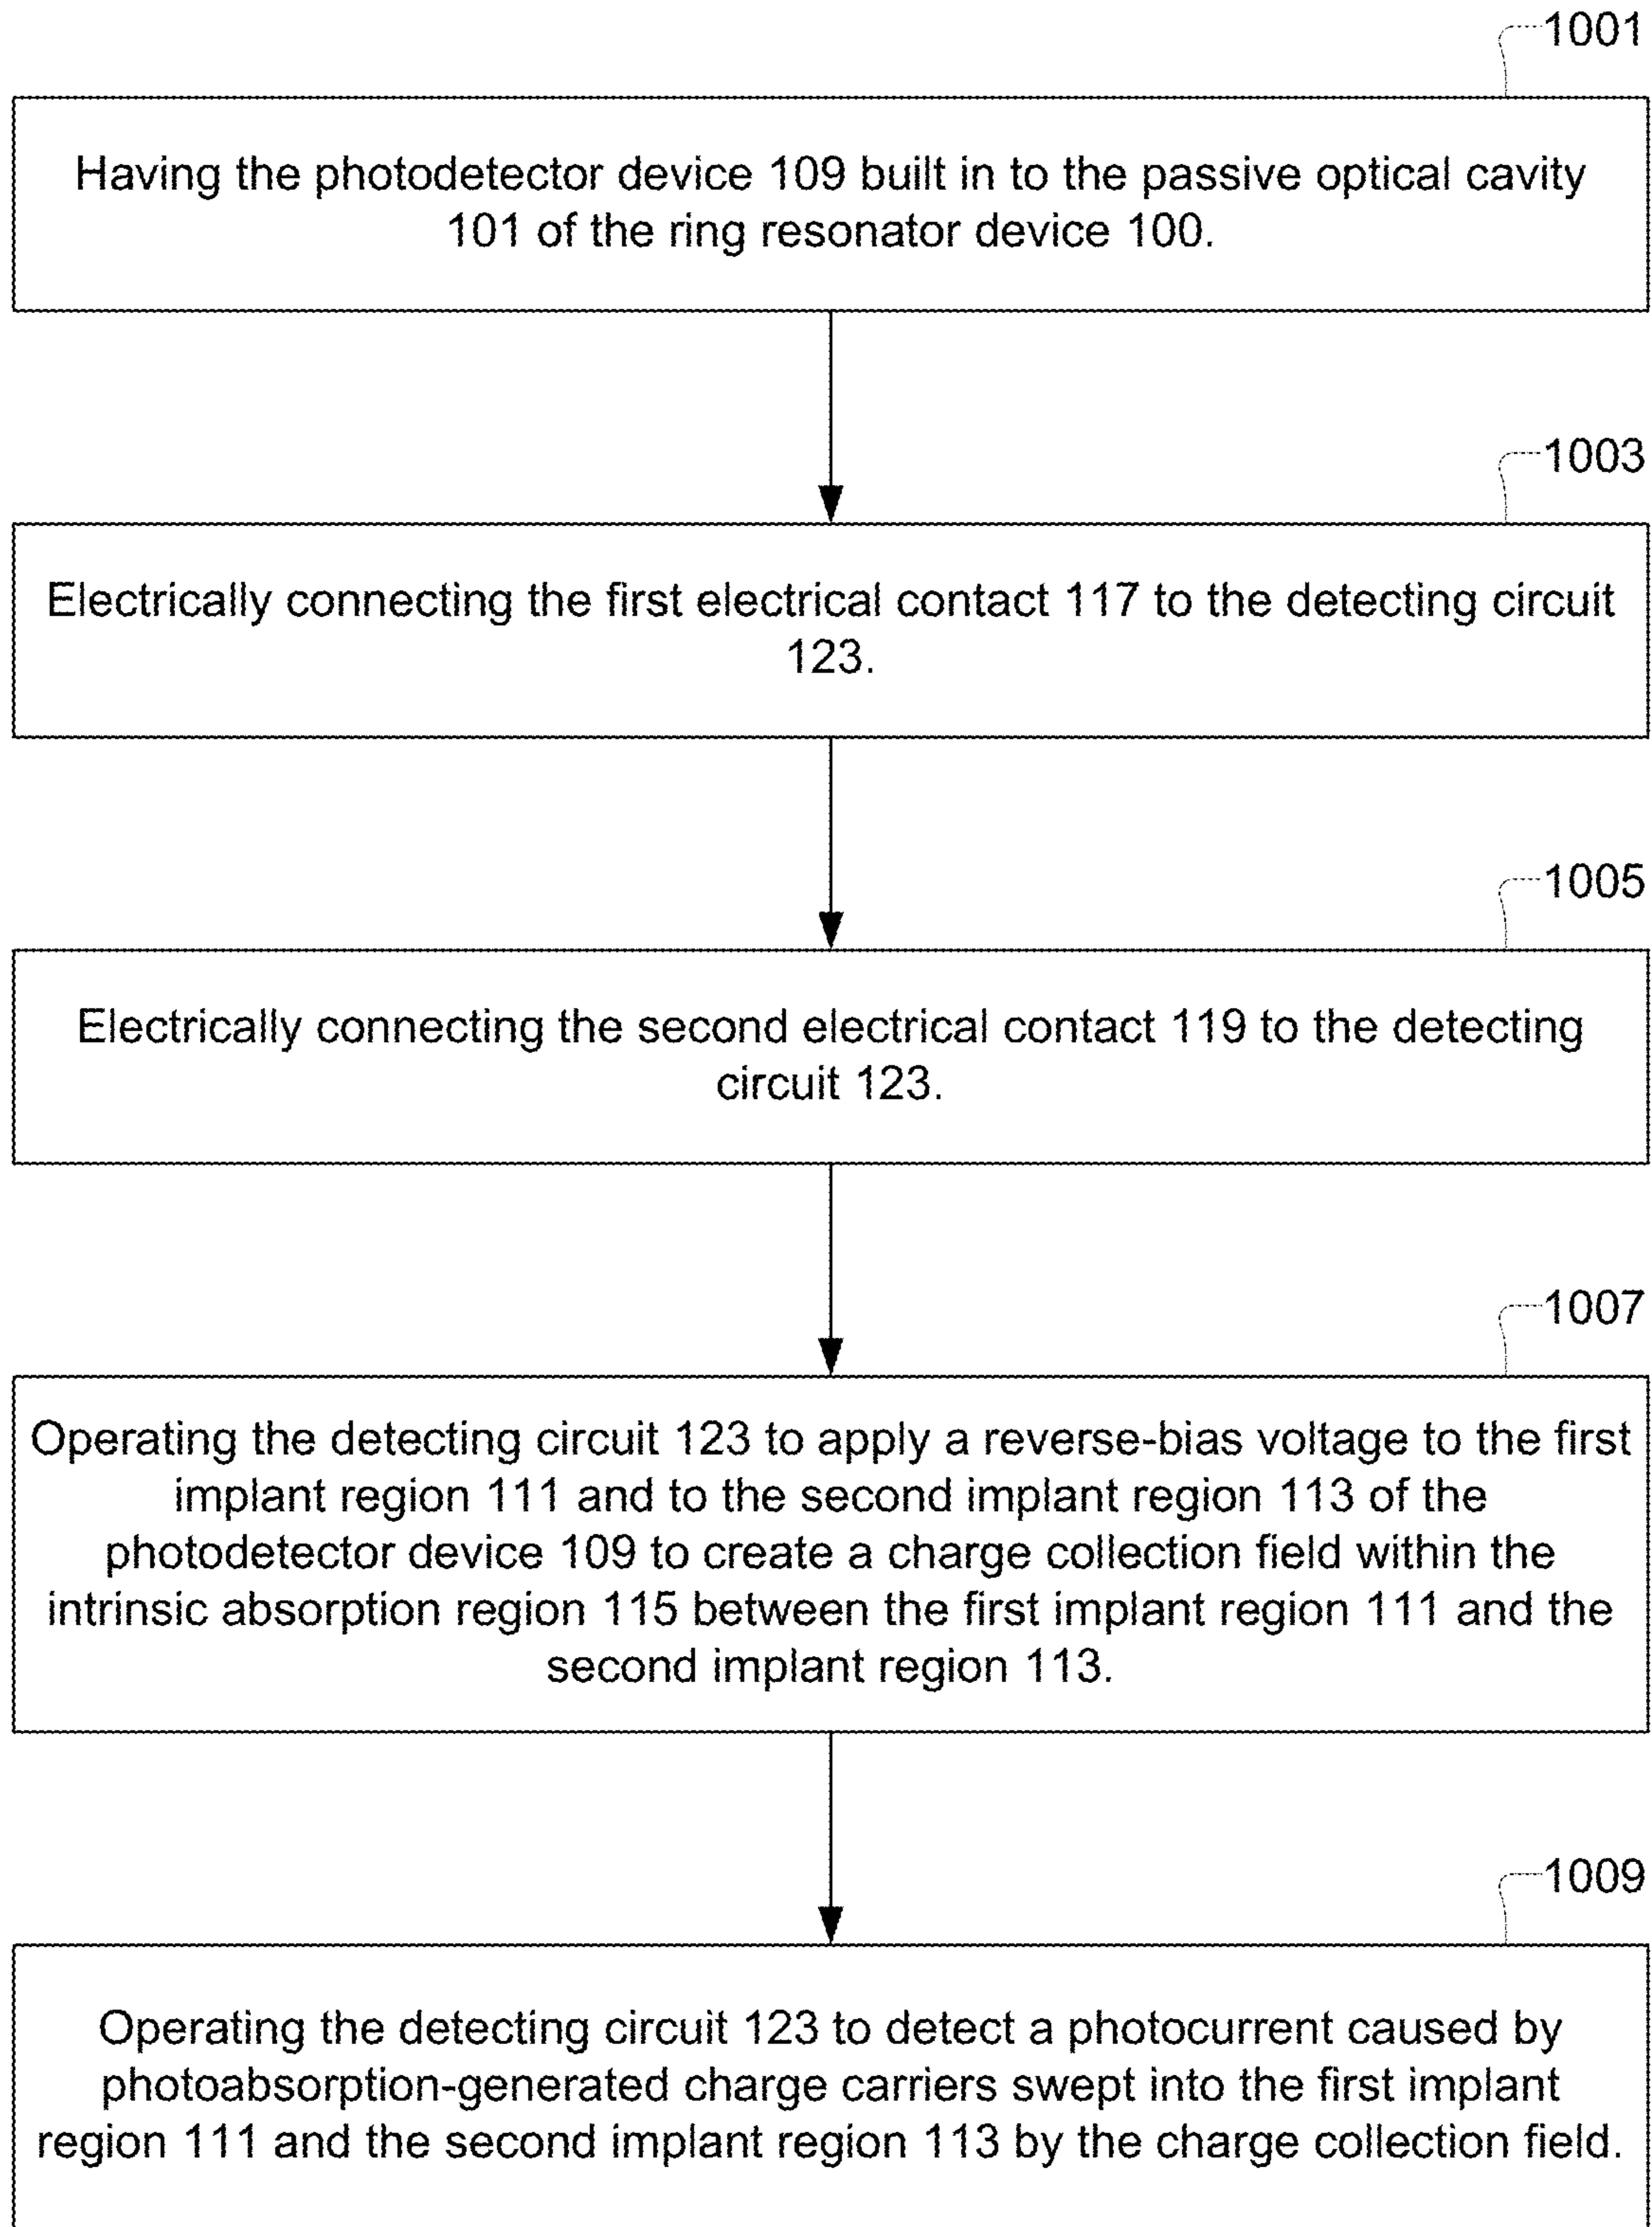 1001
Having the photodetector device 109 built in to the passive optical cavity
101 of the ring resonator device 100.
1003
Electrically connecting the first electrical contact 117 to the detecting circuit
123.
1005
Electrically connecting the second electrical contact 119 to the detecting
circuit 123.
1007
Operating the detecting circuit 123 to apply a reverse-bias voltage to the first
implant region 111 and to the second implant region 113 of the
photodetector device 109 to create a charge collection field within the
intrinsic absorption region 115 between the first implant region 111 and the
second implant region 113.
1009
Operating the detecting circuit 123 to detect a photocurrent caused by
photoabsorption-generated charge carriers swept into the first implant
region 111 and the second implant region 113 by the charge collection field.